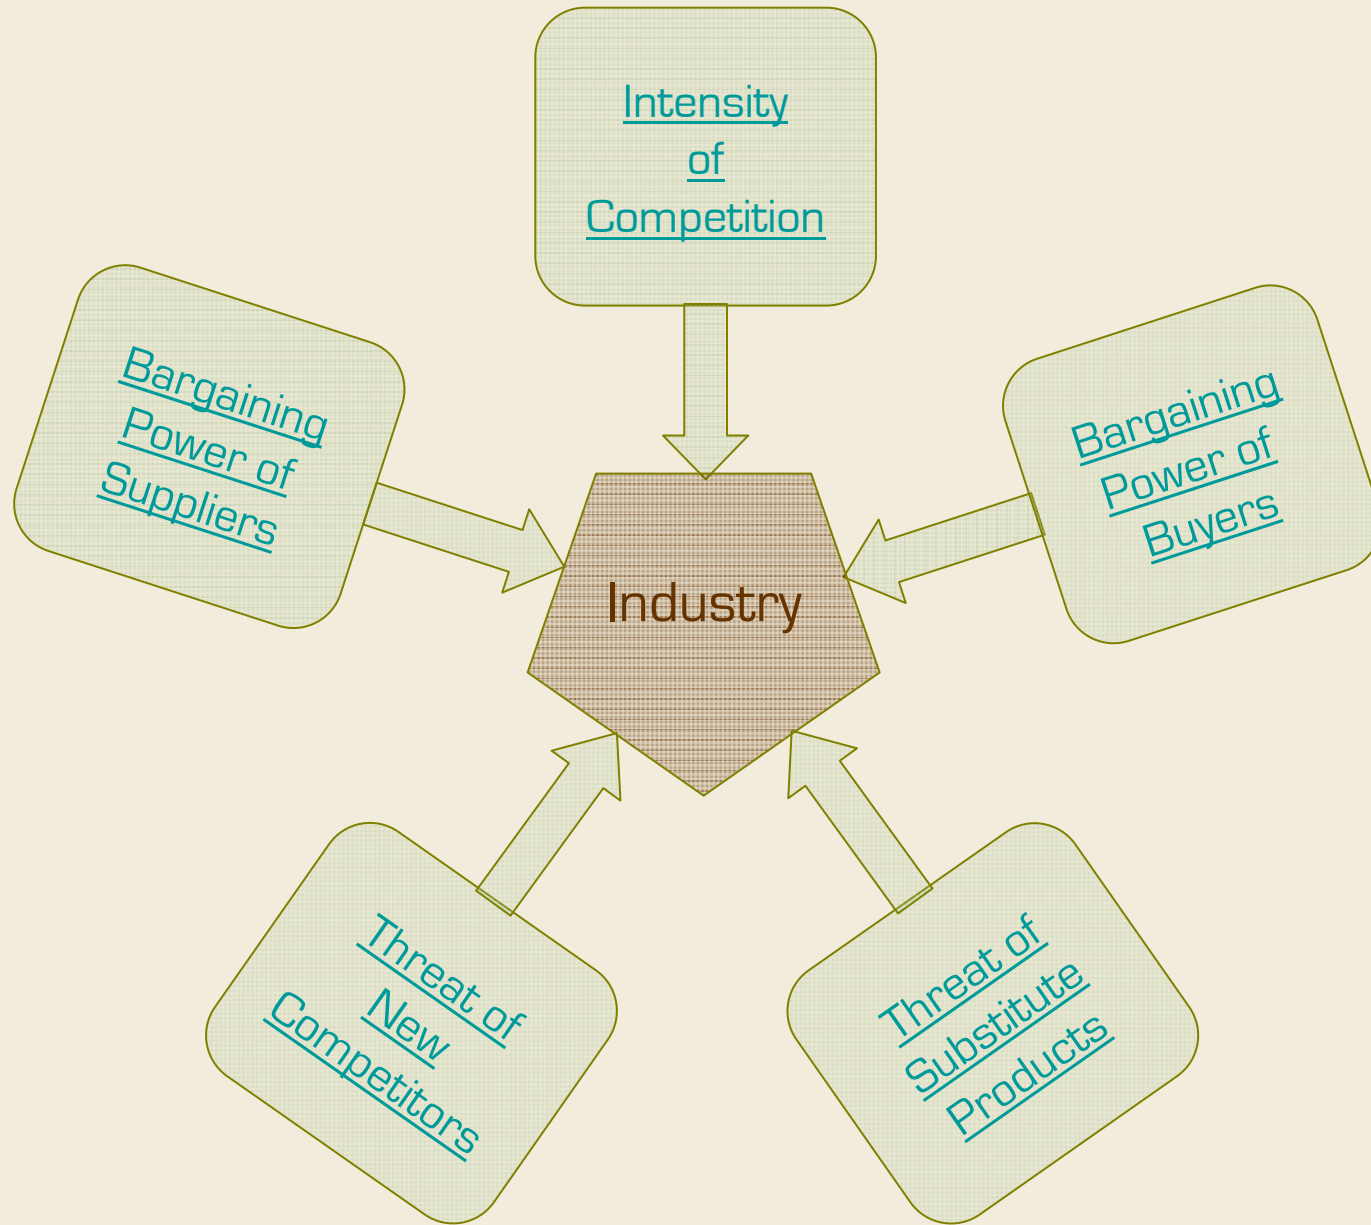 Intensity
of
Competition
Bargaining
Power of
Suppliers
Bargaining
Power of
Buyers
Industry
Threat of
New
Competitors
Threat of
Substitute
Products